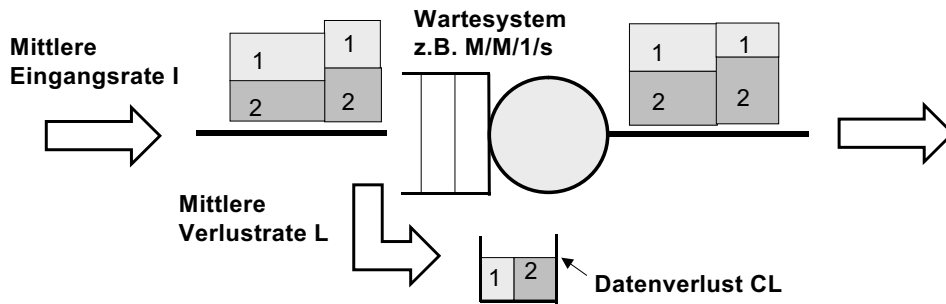 Mittlere
Eingangsrate I
1
1
2
2
Wartesystem
z.B. M/M/1/s
1
1
2
2
Mittlere
Verlustrate L
1
2
Datenverlust CL